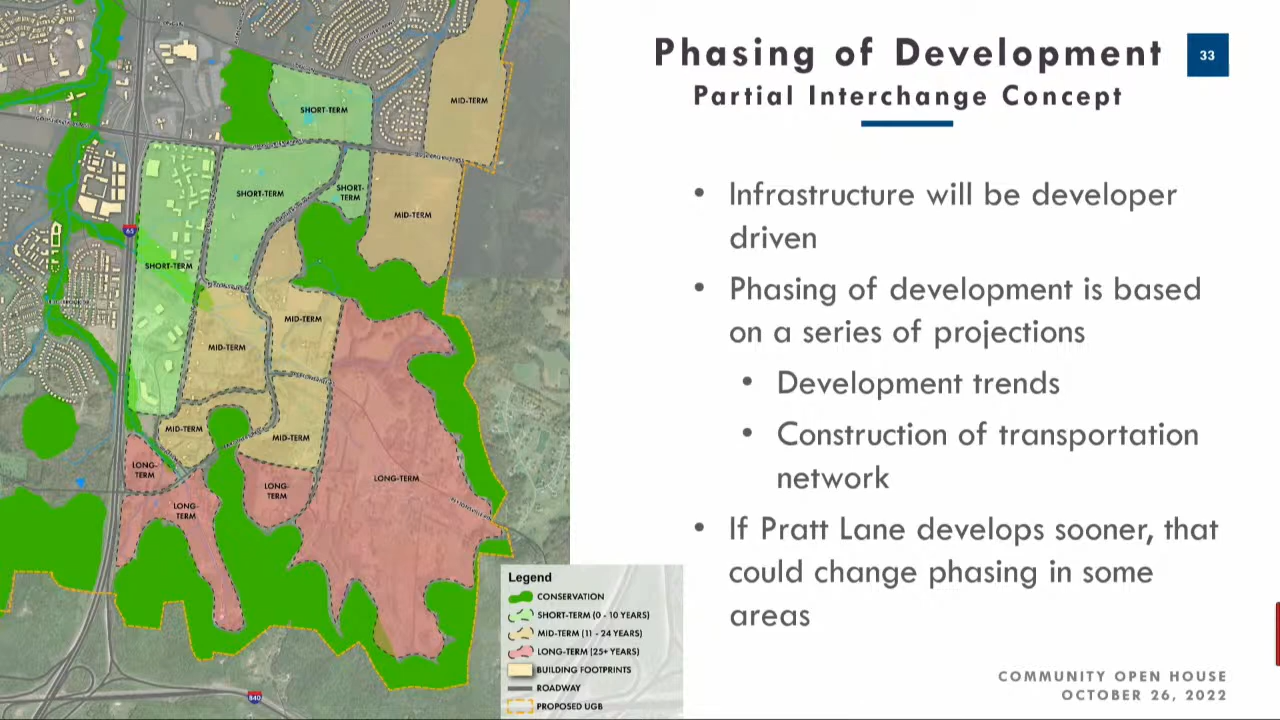 Phasing of Development
33
Partial Interchange Concept
• Infrastructure will be developer
driven
• Phasing of development is based
on a series of projections
• Development trends
• Construction of transportation
network
• If Pratt Lane develops sooner, that
could change phasing in some
areas
COMMUNITY OPEN HOUSE
OCTOBER 26, 2022
SHORT-TERM
MID-TERM
SHORT-TERM
SHORT-
TERM
MID-TERM
65
SHORT-TERM
MID-TERM
MID-TERM
MID-TERM
MID-TERM
LONG-
TERM
LONG-
TERM
LONG-TERM
LONG-
TERM
840
Legend
CONSERVATION
SHORT-TERM (0 - 10 YEARS)
MID-TERM (11 - 24 YEARS)
LONG-TERM (25+ YEARS)
BUILDING FOOTPRINTS
ROADWAY
PROPOSED UGB